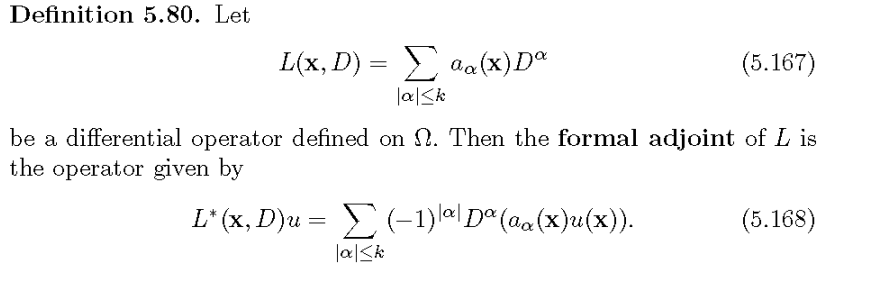 Definition 5.80. Let
L(x, D) = ∑_{|α|≤k} a_α(x)D^α (5.167)
be a differential operator defined on Ω. Then the formal adjoint of L is
the operator given by
L*(x, D)u = ∑_{|α|≤k} (-1)^{|α|} D^α(a_α(x)u(x)). (5.168)